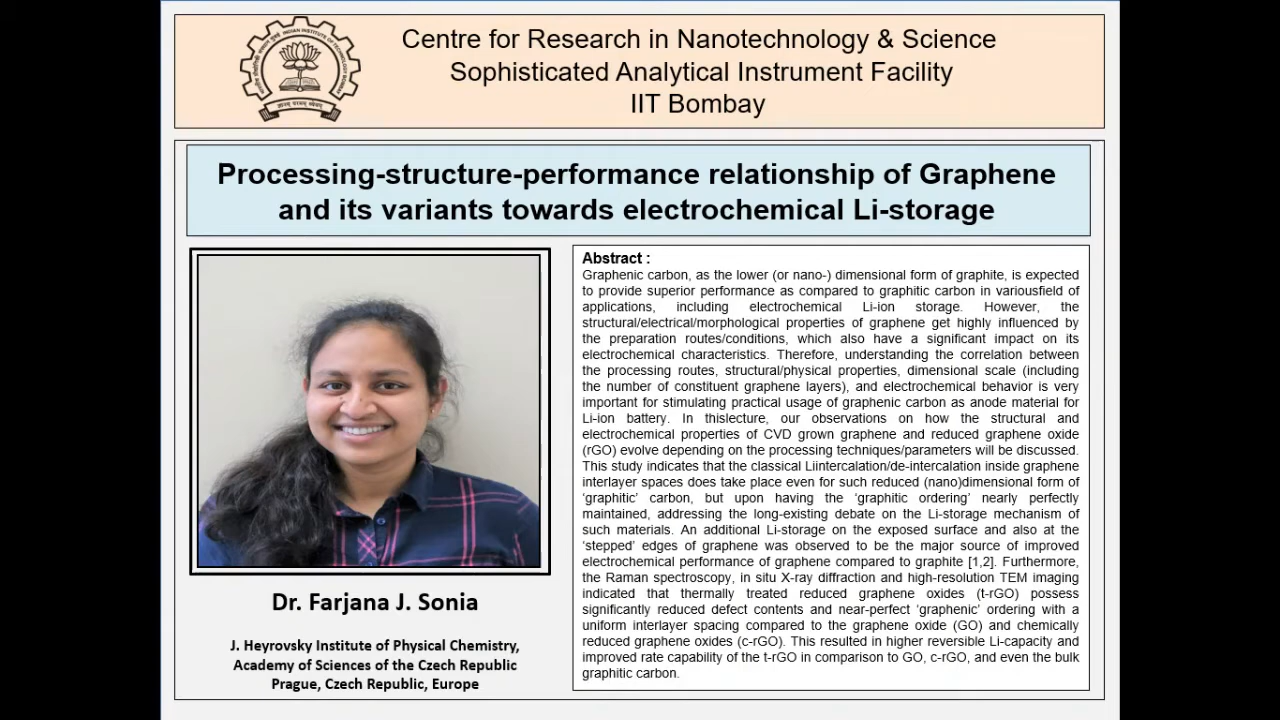 Centre for Research in Nanotechnology & Science
Sophisticated Analytical Instrument Facility
IIT Bombay
Processing-structure-performance relationship of Graphene
and its variants towards electrochemical Li-storage
Dr. Farjana J. Sonia
J. Heyrovsky Institute of Physical Chemistry,
Academy of Sciences of the Czech Republic
Prague, Czech Republic, Europe
Abstract :
Graphenic carbon, as the lower (or nano-) dimensional form of graphite, is expected
to provide superior performance as compared to graphitic carbon in variousfield of
applications, including electrochemical Li-ion storage. However, the
structural/electrical/morphological properties of graphene get highly influenced by
the preparation routes/conditions, which also have a significant impact on its
electrochemical characteristics. Therefore, understanding the correlation between
the processing routes, structural/physical properties, dimensional scale (including
the number of constituent graphene layers), and electrochemical behavior is very
important for stimulating practical usage of graphenic carbon as anode material for
Li-ion battery. In thislecture, our observations on how the structural and
electrochemical properties of CVD grown graphene and reduced graphene oxide
(rGO) evolve depending on the processing techniques/parameters will be discussed.
This study indicates that the classical Liintercalation/de-intercalation inside graphene
interlayer spaces does take place even for such reduced (nano)dimensional form of
‘graphitic’ carbon, but upon having the ‘graphitic ordering’ nearly perfectly
maintained, addressing the long-existing debate on the Li-storage mechanism of
such materials. An additional Li-storage on the exposed surface and also at the
‘stepped’ edges of graphene was observed to be the major source of improved
electrochemical performance of graphene compared to graphite [1,2]. Furthermore,
the Raman spectroscopy, in situ X-ray diffraction and high-resolution TEM imaging
indicated that thermally treated reduced graphene oxides (t-rGO) possess
significantly reduced defect contents and near-perfect ‘graphenic’ ordering with a
uniform interlayer spacing compared to the graphene oxide (GO) and chemically
reduced graphene oxides (c-rGO). This resulted in higher reversible Li-capacity and
improved rate capability of the t-rGO in comparison to GO, c-rGO, and even the bulk
graphitic carbon.